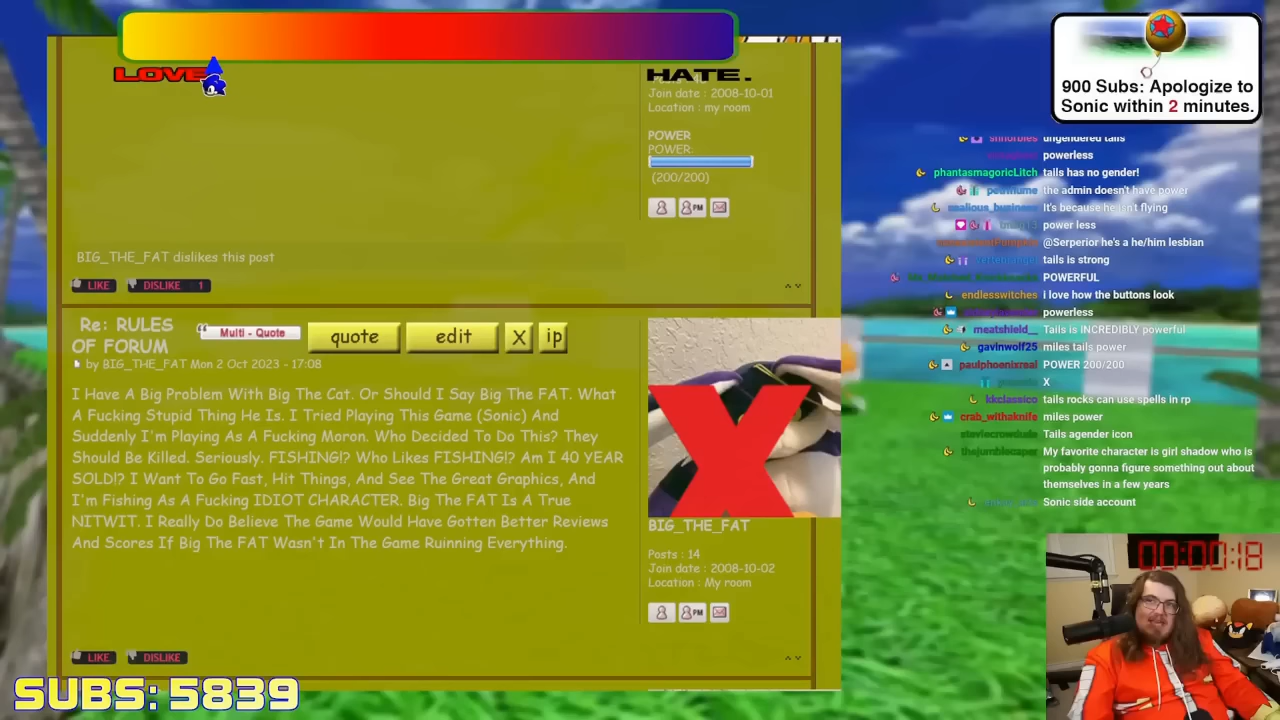 LOVE
HATE.
Join date : 2008-10-01
Location : my room
POWER
POWER:
(200/200)
PM
BIG_THE_FAT dislikes this post
LIKE
DISLIKE 1
Re: RULES
OF FORUM
Multi - Quote
quote
edit
X
ip
by BIG_THE_FAT Mon 2 Oct 2023 - 17:08
I Have A Big Problem With Big The Cat. Or Should I Say Big The FAT. What
A Fucking Stupid Thing He Is. I Tried Playing This Game (Sonic) And
Suddenly I'm Playing As A Fucking Moron. Who Decided To Do This? They
Should Be Killed. Seriously. FISHING!? Who Likes FISHING!? Am I 40 YEAR
SOLD!? I Want To Go Fast, Hit Things, And See The Great Graphics, And
I'm Fishing As A Fucking IDIOT CHARACTER. Big The FAT Is A True
NITWIT. I Really Do Believe The Game Would Have Gotten Better Reviews
And Scores If Big The FAT Wasn't In The Game Ruinning Everything.
BIG_THE_FAT
Posts : 14
Join date : 2008-10-02
Location : My room
PM
LIKE
DISLIKE
SUBS: 5839
900 Subs: Apologize to
Sonic within 2 minutes.
ungendered tails
powerless
phantasmagoricLitch tails has no gender!
the admin doesn't have power
It's because he isn't flying
power less
@Serperior he's a he/him lesbian
tails is strong
POWERFUL
endlesswitches i love how the buttons look
powerless
meatshield__ Tails is INCREDIBLY powerful
gavinwolf25 miles tails power
paulphoenixreal POWER 200/200
X
kkclassico tails rocks can use spells in rp
crab_withaknife miles power
Tails agender icon
My favorite character is girl shadow who is
probably gonna figure something out about
themselves in a few years
Sonic side account
00:00:18